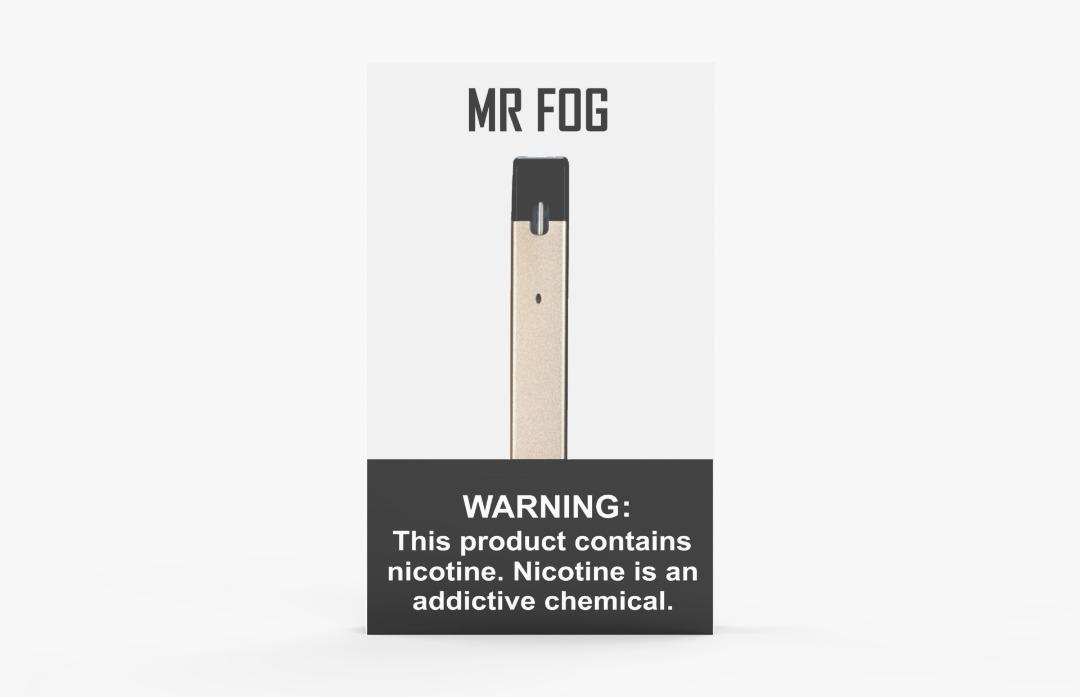 MR FOG
WARNING:
This product contains
nicotine. Nicotine is an
addictive chemical.